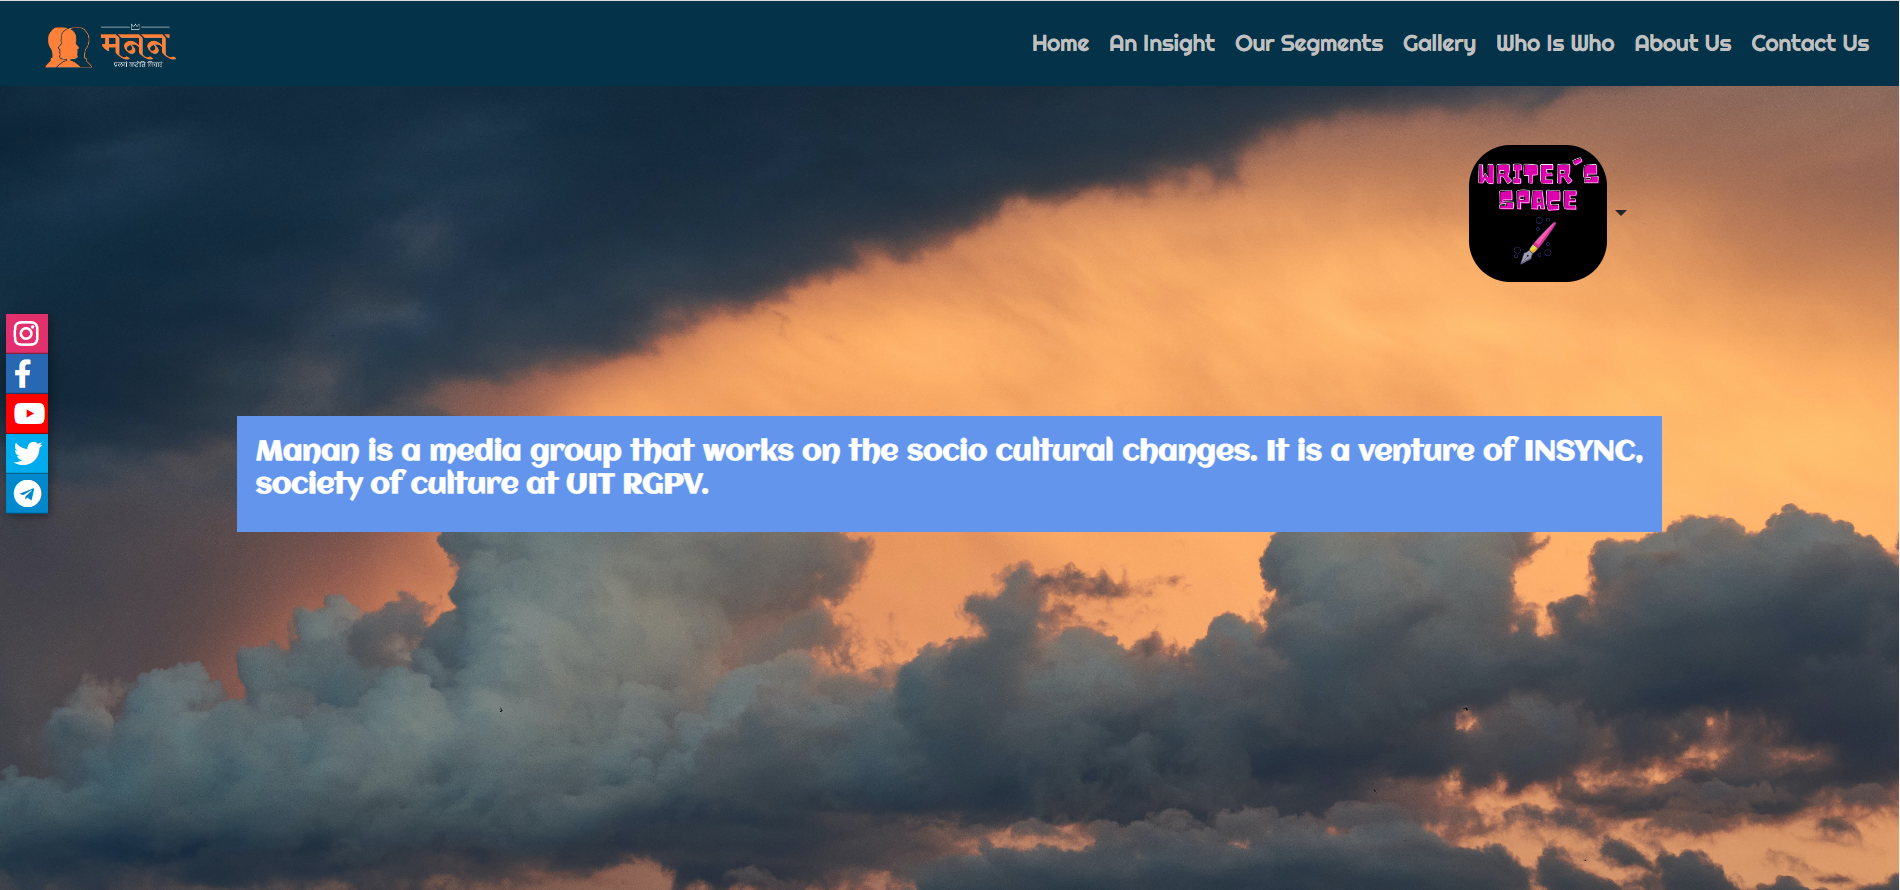 मनन
Home An Insight Our Segments Gallery Who Is Who About Us Contact Us
WRITER'S
SPACE
Manan is a media group that works on the socio cultural changes. It is a venture of INSYNC,
society of culture at UIT RGPV.